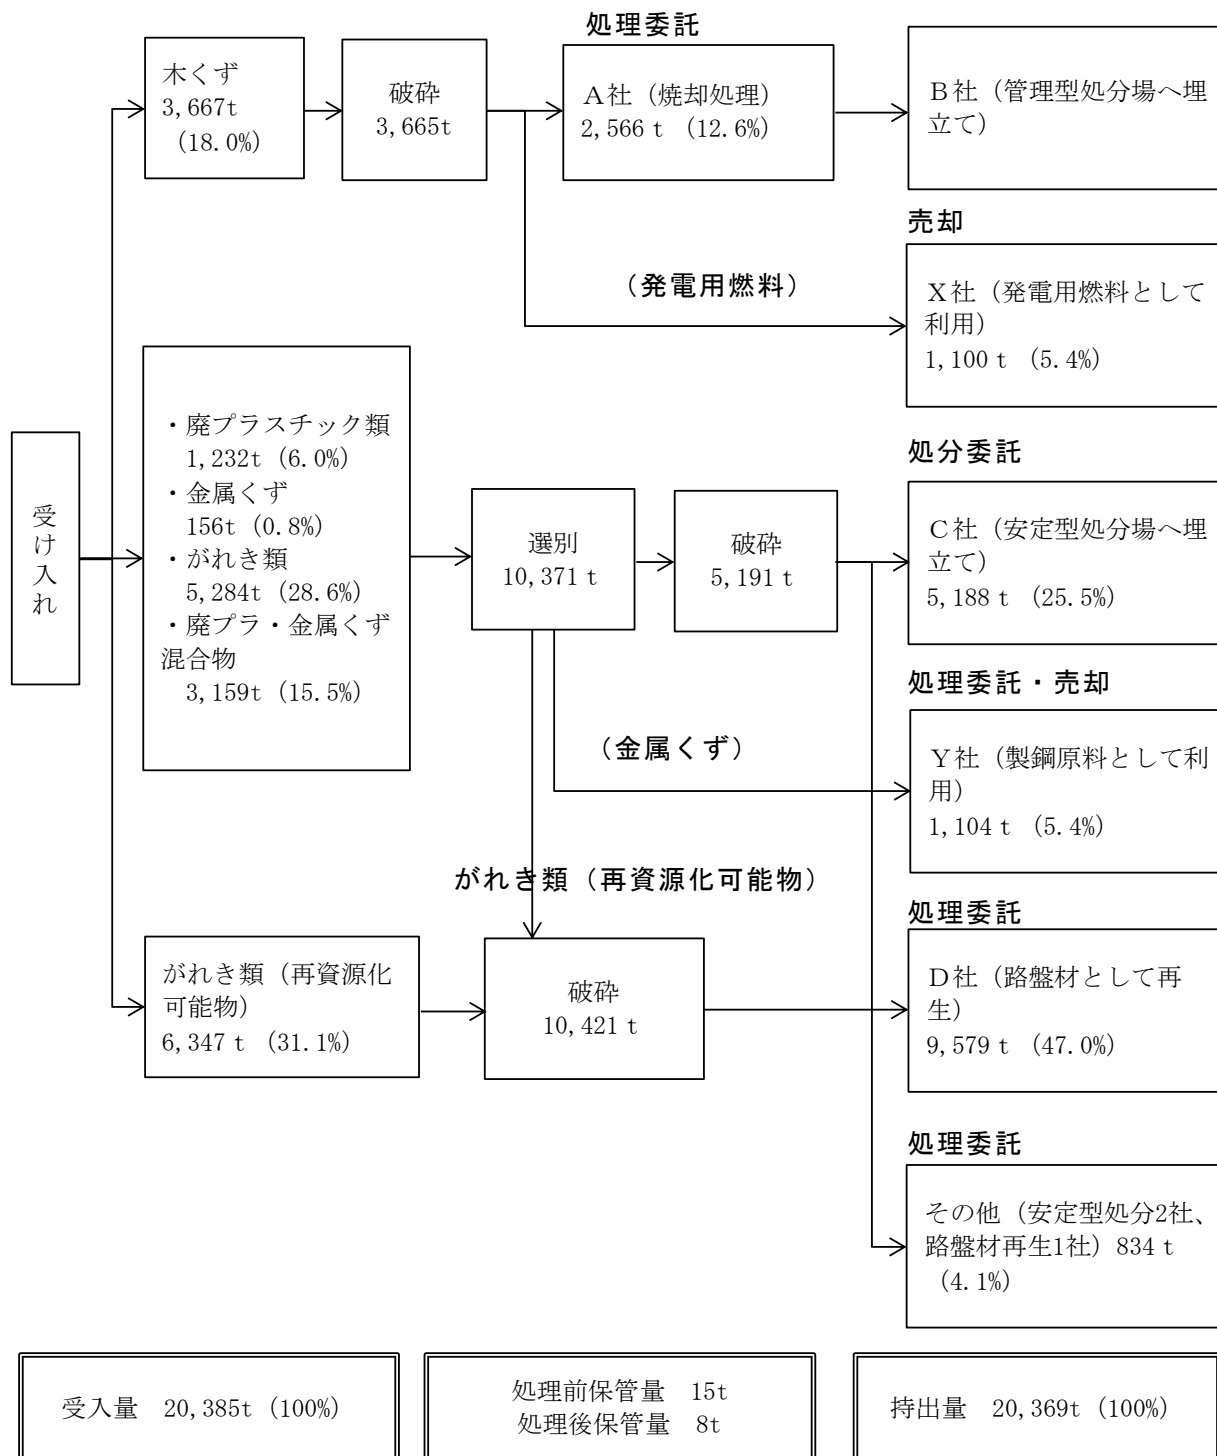 処理委託
木くず
3,667t
(18.0%)
破砕
3,665t
A社（焼却処理）
2,566 t （12.6%）
B社（管理型処分場へ埋
立て）
売却
（発電用燃料）
X社（発電用燃料として
利用）
1,100 t （5.4%）
受け入れ
・廃プラスチック類
1,232t (6.0%)
・金属くず
156t (0.8%)
・がれき類
5,284t (28.6%)
・廃プラ・金属くず
混合物
3,159t (15.5%)
選別
10,371 t
破砕
5,191 t
処分委託
C社（安定型処分場へ埋
立て）
5,188 t （25.5%）
処理委託・売却
（金属くず）
Y社（製鋼原料として利
用）
1,104 t （5.4%）
がれき類（再資源化可能物）
がれき類（再資源化
可能物）
6,347 t （31.1%）
破砕
10,421 t
処理委託
D社（路盤材として再
生）
9,579 t （47.0%）
処理委託
その他（安定型処分2社、
路盤材再生1社）834 t
（4.1%）
受入量　20,385t (100%)
処理前保管量　15t
処理後保管量　8t
持出量　20,369t (100%)